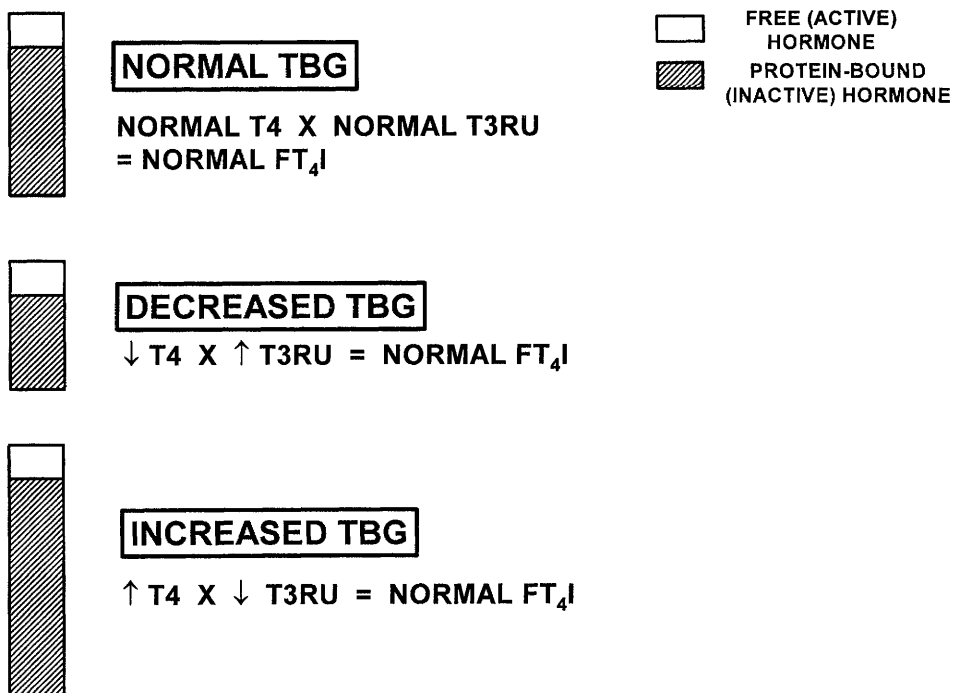 FREE (ACTIVE)
HORMONE
PROTEIN-BOUND
(INACTIVE) HORMONE
NORMAL TBG
NORMAL T4 X NORMAL T3RU
= NORMAL FT₄I
DECREASED TBG
↓ T4 X ↑ T3RU = NORMAL FT₄I
INCREASED TBG
↑ T4 X ↓ T3RU = NORMAL FT₄I